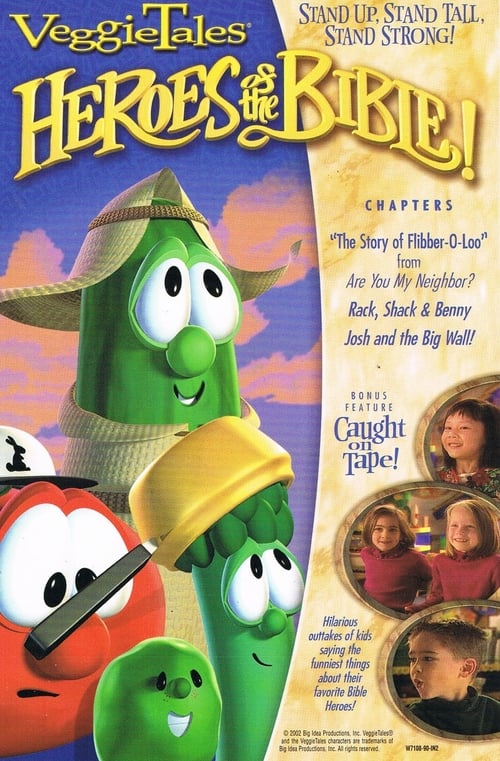 VeggieTales®
STAND UP, STAND TALL,
STAND STRONG!
HEROES of the BIBLE!
CHAPTERS
"The Story of Flibber-O-Loo"
from
Are You My Neighbor?
Rack, Shack & Benny
Josh and the Big Wall!
BONUS
FEATURE
Caught
on
Tape!
Hilarious
outtakes of kids
saying the
funniest things
about their
favorite Bible
Heroes!
© 2002 Big Idea Productions, Inc. VeggieTales®
and the VeggieTales characters are trademarks of
Big Idea Productions, Inc. All rights reserved.
W7108-90-IN2